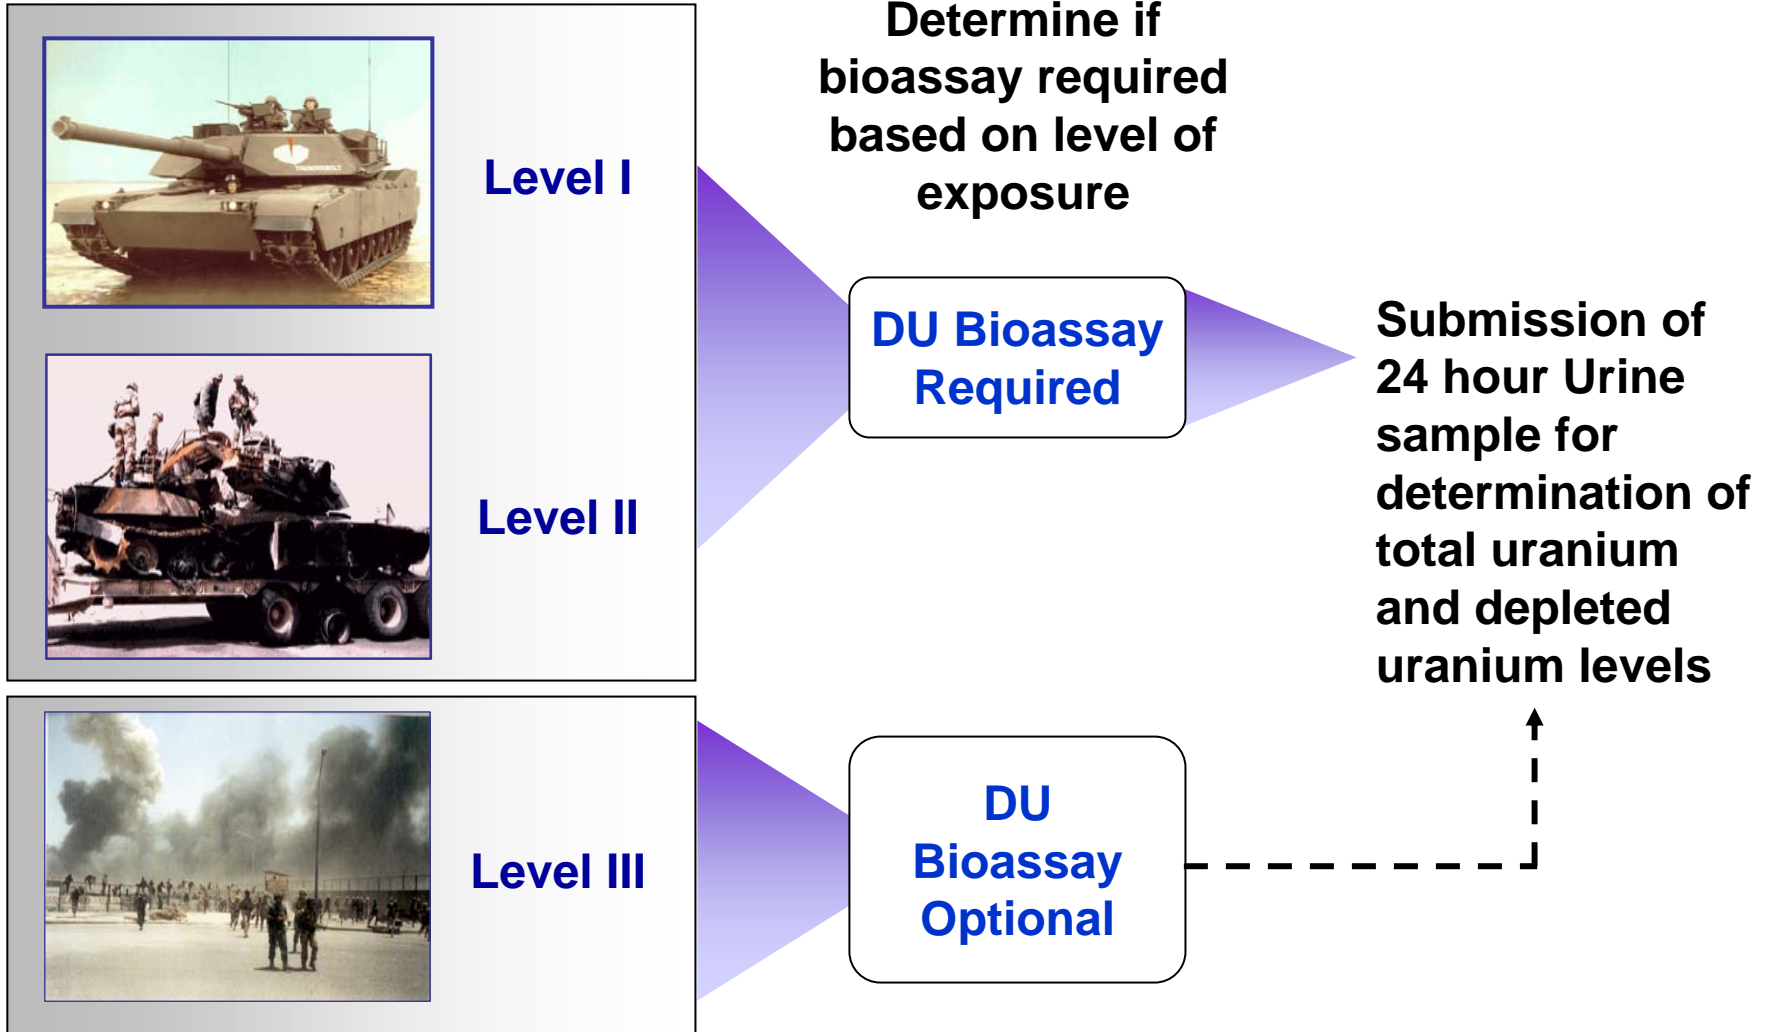 Determine if
bioassay required
based on level of
exposure
Level I
Level II
Level III
DU Bioassay
Required
DU
Bioassay
Optional
Submission of
24 hour Urine
sample for
determination of
total uranium
and depleted
uranium levels